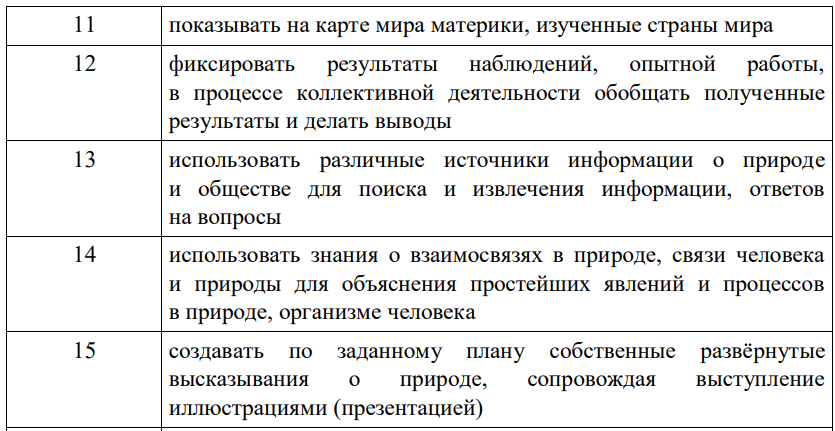 11 показывать на карте мира материки, изученные страны мира
12 фиксировать результаты наблюдений, опытной работы,
в процессе коллективной деятельности обобщать полученные
результаты и делать выводы
13 использовать различные источники информации о природе
и обществе для поиска и извлечения информации, ответов
на вопросы
14 использовать знания о взаимосвязях в природе, связи человека
и природы для объяснения простейших явлений и процессов
в природе, организме человека
15 создавать по заданному плану собственные развёрнутые
высказывания о природе, сопровождая выступление
иллюстрациями (презентацией)